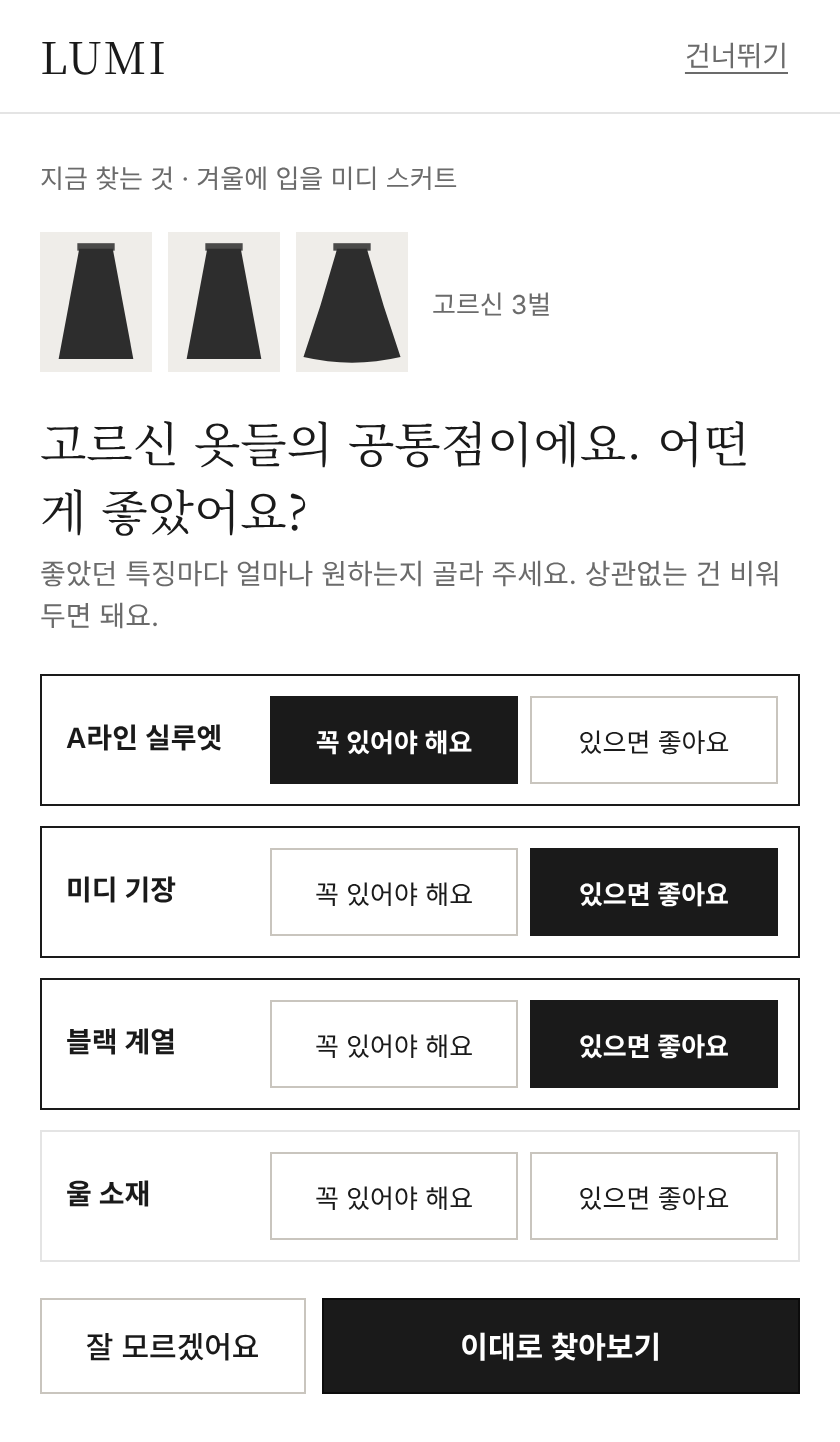 LUMI
건너뛰기
지금 찾는 것 · 겨울에 입을 미디 스커트
고르신 3벌
고르신 옷들의 공통점이에요. 어떤
게 좋았어요?
좋았던 특징마다 얼마나 원하는지 골라 주세요. 상관없는 건 비워
두면 돼요.
A라인 실루엣
꼭 있어야 해요
있으면 좋아요
미디 기장
꼭 있어야 해요
있으면 좋아요
블랙 계열
꼭 있어야 해요
있으면 좋아요
울 소재
꼭 있어야 해요
있으면 좋아요
잘 모르겠어요
이대로 찾아보기